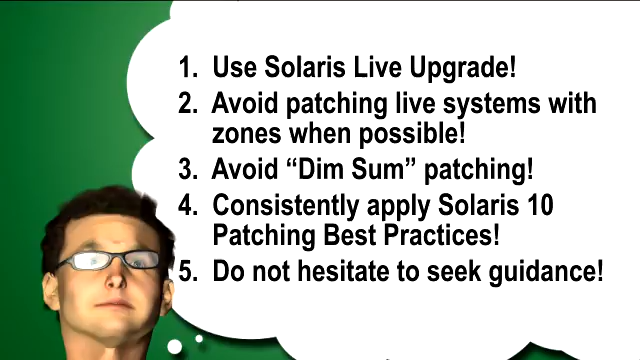 1. Use Solaris Live Upgrade!
2. Avoid patching live systems with
zones when possible!
3. Avoid “Dim Sum” patching!
4. Consistently apply Solaris 10
Patching Best Practices!
5. Do not hesitate to seek guidance!